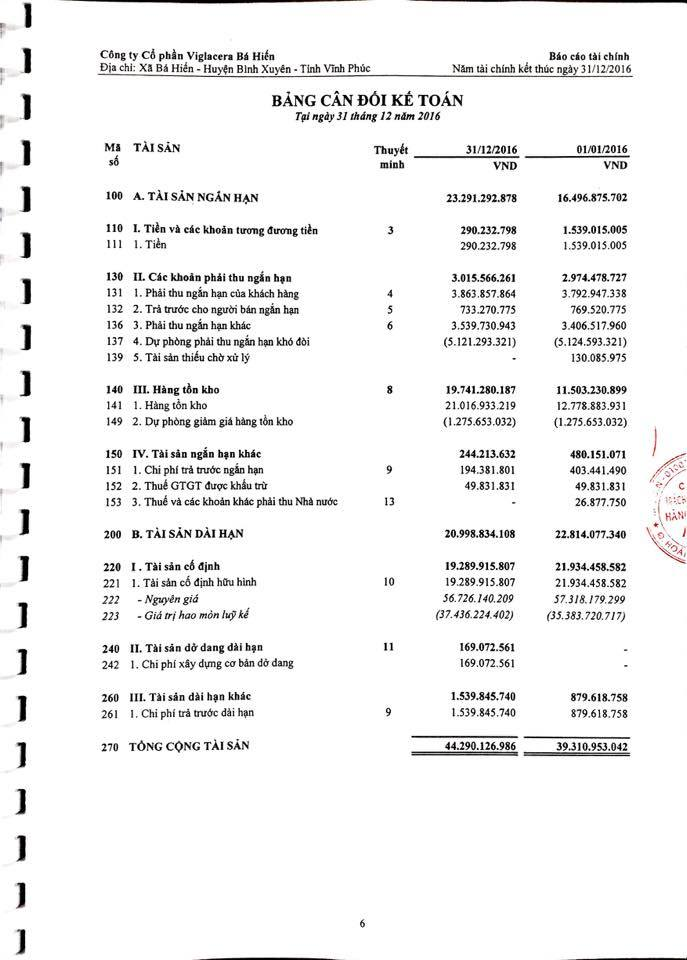 Công ty Cổ phần Viglacera Bá Hiến Báo cáo tài chính
Địa chỉ: Xã Bá Hiến - Huyện Bình Xuyên - Tỉnh Vĩnh Phúc Năm tài chính kết thúc ngày 31/12/2016
BẢNG CÂN ĐỐI KẾ TOÁN
Tại ngày 31 tháng 12 năm 2016
Mã số TÀI SẢN Thuyết minh 31/12/2016 VND 01/01/2016 VND
100 A. TÀI SẢN NGẮN HẠN 23.291.292.878 16.496.875.702
110 I. Tiền và các khoản tương đương tiền 3 290.232.798 1.539.015.005
111 1. Tiền 290.232.798 1.539.015.005
130 II. Các khoản phải thu ngắn hạn 3.015.566.261 2.974.478.727
131 1. Phải thu ngắn hạn của khách hàng 4 3.863.857.864 3.792.947.338
132 2. Trả trước cho người bán ngắn hạn 5 733.270.775 769.520.775
136 3. Phải thu ngắn hạn khác 6 3.539.730.943 3.406.517.960
137 4. Dự phòng phải thu ngắn hạn khó đòi (5.121.293.321) (5.124.593.321)
139 5. Tài sản thiếu chờ xử lý - 130.085.975
140 III. Hàng tồn kho 8 19.741.280.187 11.503.230.899
141 1. Hàng tồn kho 21.016.933.219 12.778.883.931
149 2. Dự phòng giảm giá hàng tồn kho (1.275.653.032) (1.275.653.032)
150 IV. Tài sản ngắn hạn khác 244.213.632 480.151.071
151 1. Chi phí trả trước ngắn hạn 9 194.381.801 403.441.490
152 2. Thuế GTGT được khấu trừ 49.831.831 49.831.831
153 3. Thuế và các khoản khác phải thu Nhà nước 13 - 26.877.750
200 B. TÀI SẢN DÀI HẠN 20.998.834.108 22.814.077.340
220 I . Tài sản cố định 19.289.915.807 21.934.458.582
221 1. Tài sản cố định hữu hình 10 19.289.915.807 21.934.458.582
222 - Nguyên giá 56.726.140.209 57.318.179.299
223 - Giá trị hao mòn luỹ kế (37.436.224.402) (35.383.720.717)
240 II. Tài sản dở dang dài hạn 11 169.072.561 -
242 1. Chi phí xây dựng cơ bản dở dang 169.072.561 -
260 III. Tài sản dài hạn khác 1.539.845.740 879.618.758
261 1. Chi phí trả trước dài hạn 9 1.539.845.740 879.618.758
270 TỔNG CỘNG TÀI SẢN 44.290.126.986 39.310.953.042
6